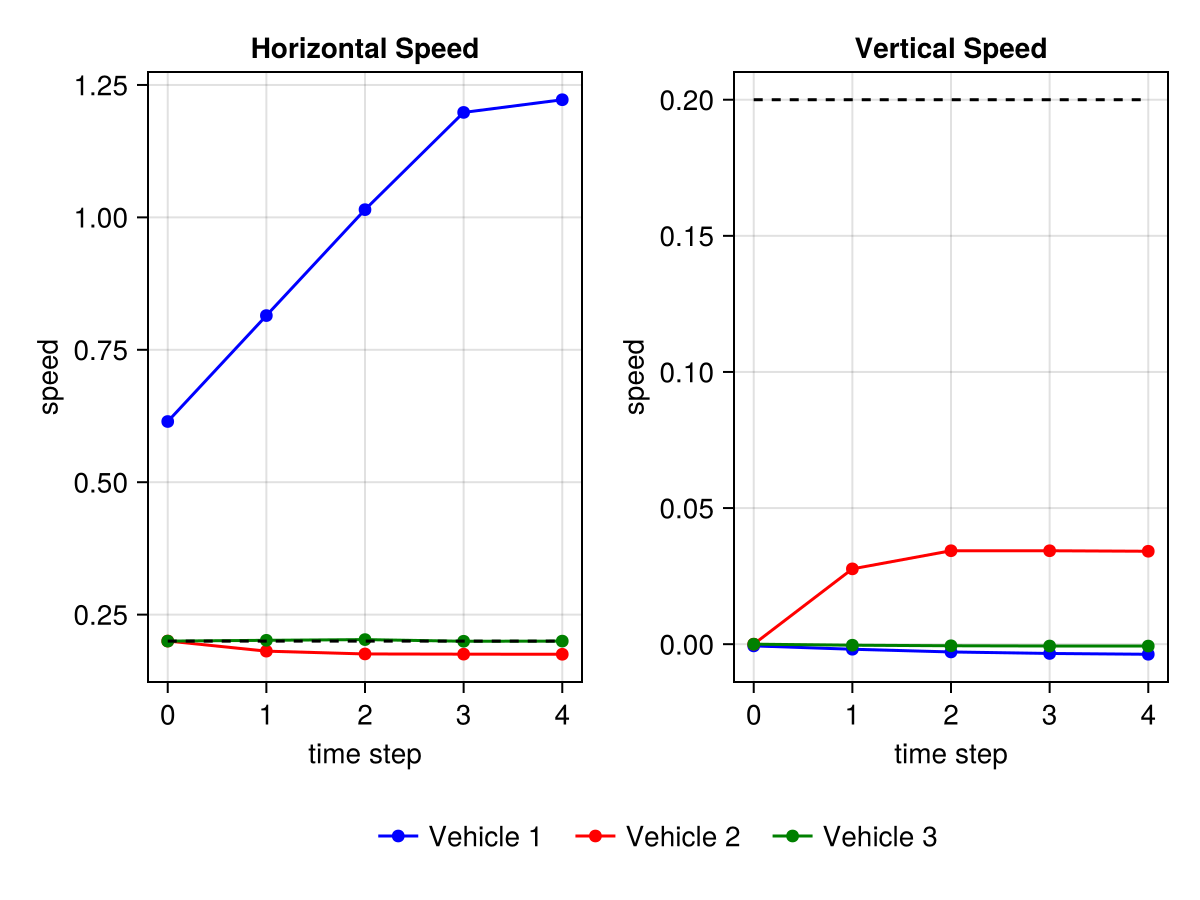 Horizontal Speed
1.25
1.00
0.75
0.50
0.25
speed
0 1 2 3 4
time step
Vertical Speed
0.20
0.15
0.10
0.05
0.00
speed
0 1 2 3 4
time step
Vehicle 1 Vehicle 2 Vehicle 3